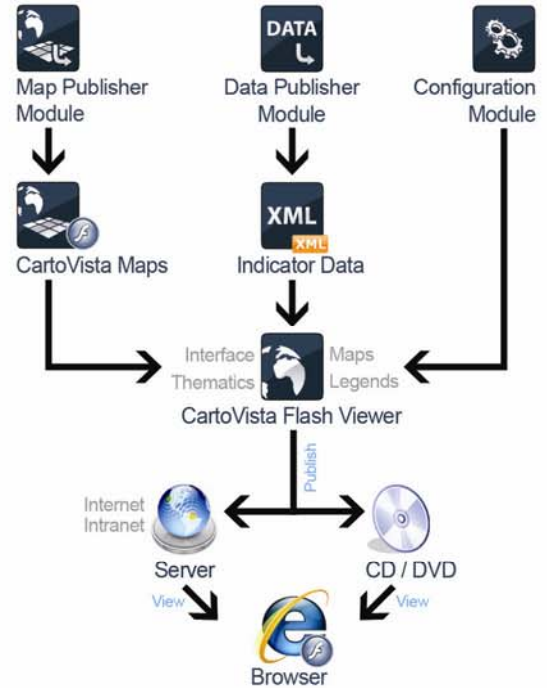 DATA
Map Publisher
Module
Data Publisher
Module
Configuration
Module
XML
XML
CartoVista Maps
Indicator Data
Interface
Thematics
Maps
Legends
CartoVista Flash Viewer
Publish
Internet
Intranet
Server
CD / DVD
View
View
Browser